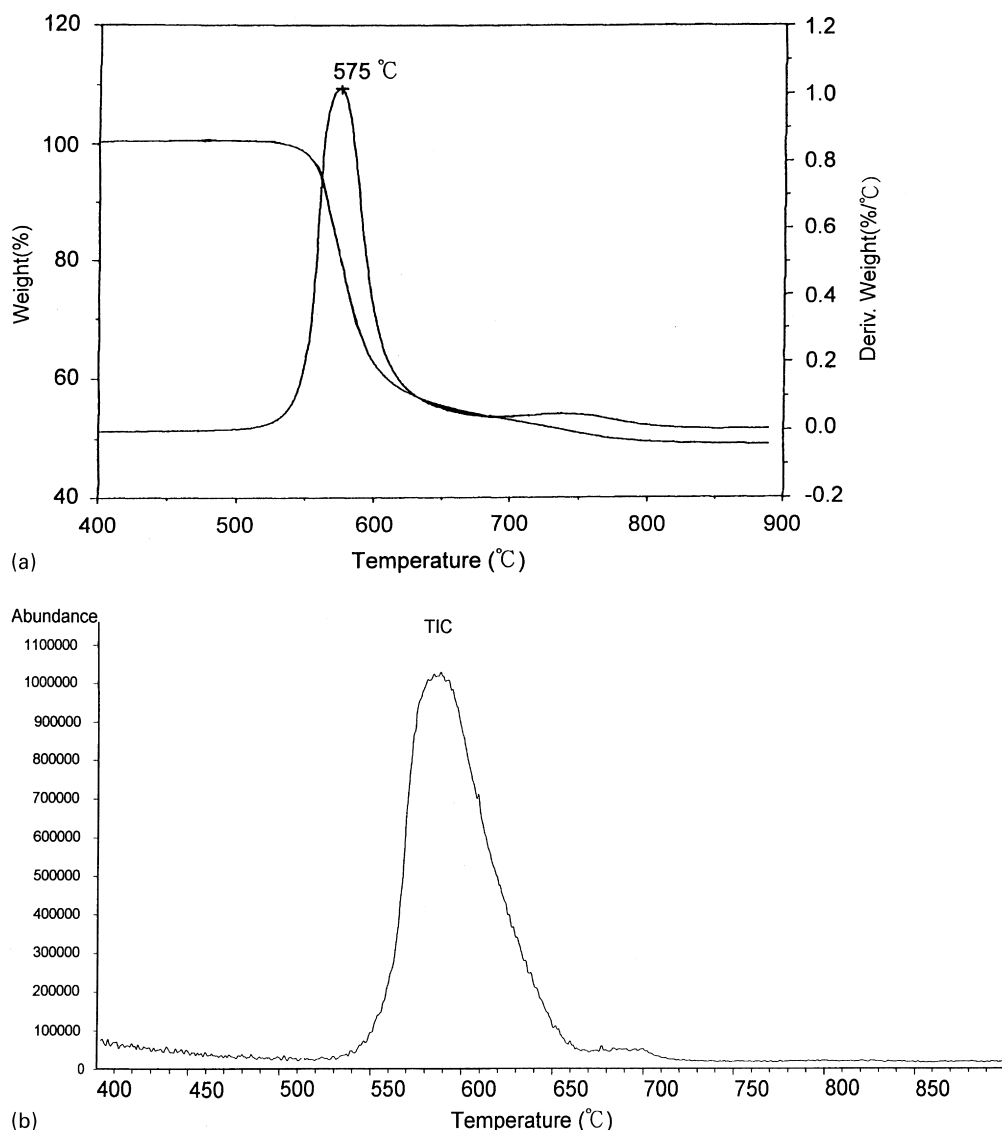 120
1.2
575 ℃
1.0
100
0.8
0.6
80
0.4
0.2
60
0.0
40
-0.2
400 500 600 700 800 900
Weight(%)
Deriv. Weight(%/℃)
Temperature (℃)
(a)
Abundance
TIC
1100000
1000000
900000
800000
700000
600000
500000
400000
300000
200000
100000
0
400 450 500 550 600 650 700 750 800 850
Temperature (℃)
(b)